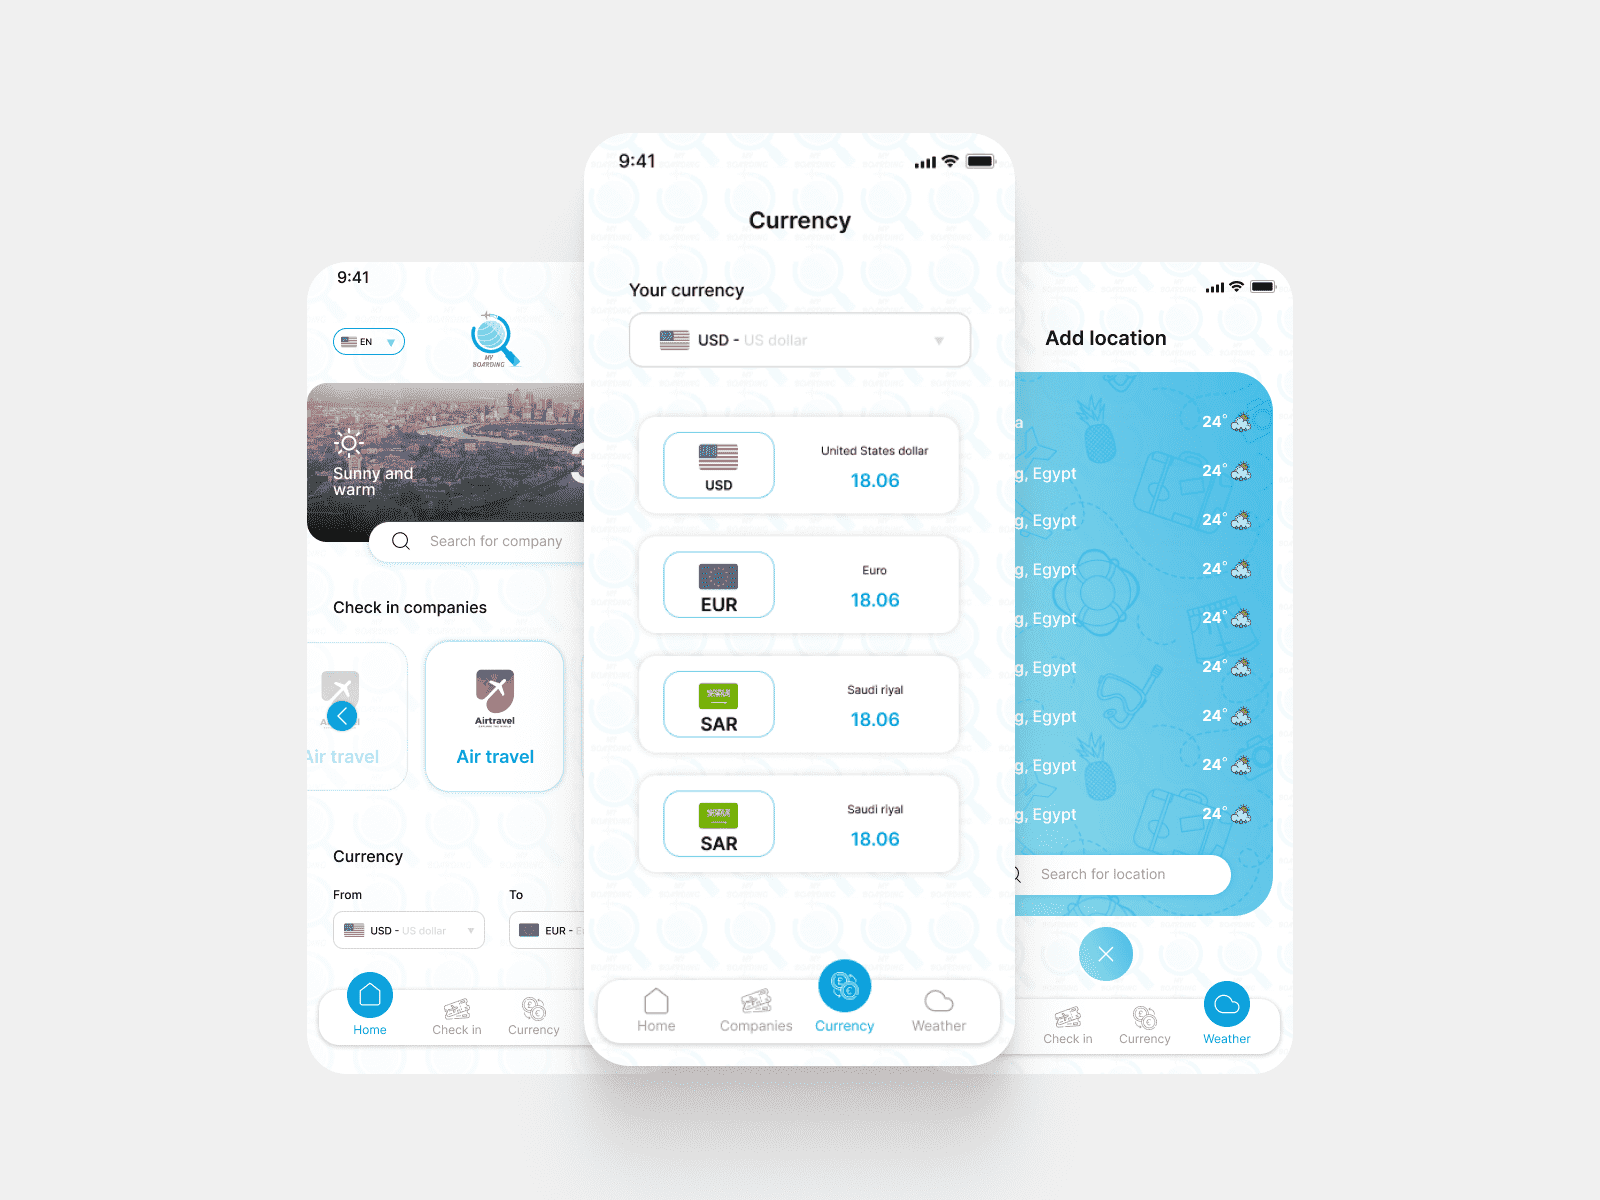 9:41
EN
MY
BOARDING
Sunny and
warm
3
Search for company
Check in companies
Air travel
Airtravel
Air travel
Currency
From
To
USD - US dollar
EUR - E
Home
Check in
Currency
9:41
Currency
Your currency
USD - US dollar
USD
United States dollar
18.06
EUR
Euro
18.06
SAR
Saudi riyal
18.06
SAR
Saudi riyal
18.06
Home
Companies
Currency
Weather
Add location
a 24°
g, Egypt 24°
g, Egypt 24°
g, Egypt 24°
g, Egypt 24°
g, Egypt 24°
g, Egypt 24°
g, Egypt 24°
g, Egypt 24°
Search for location
Check in
Currency
Weather